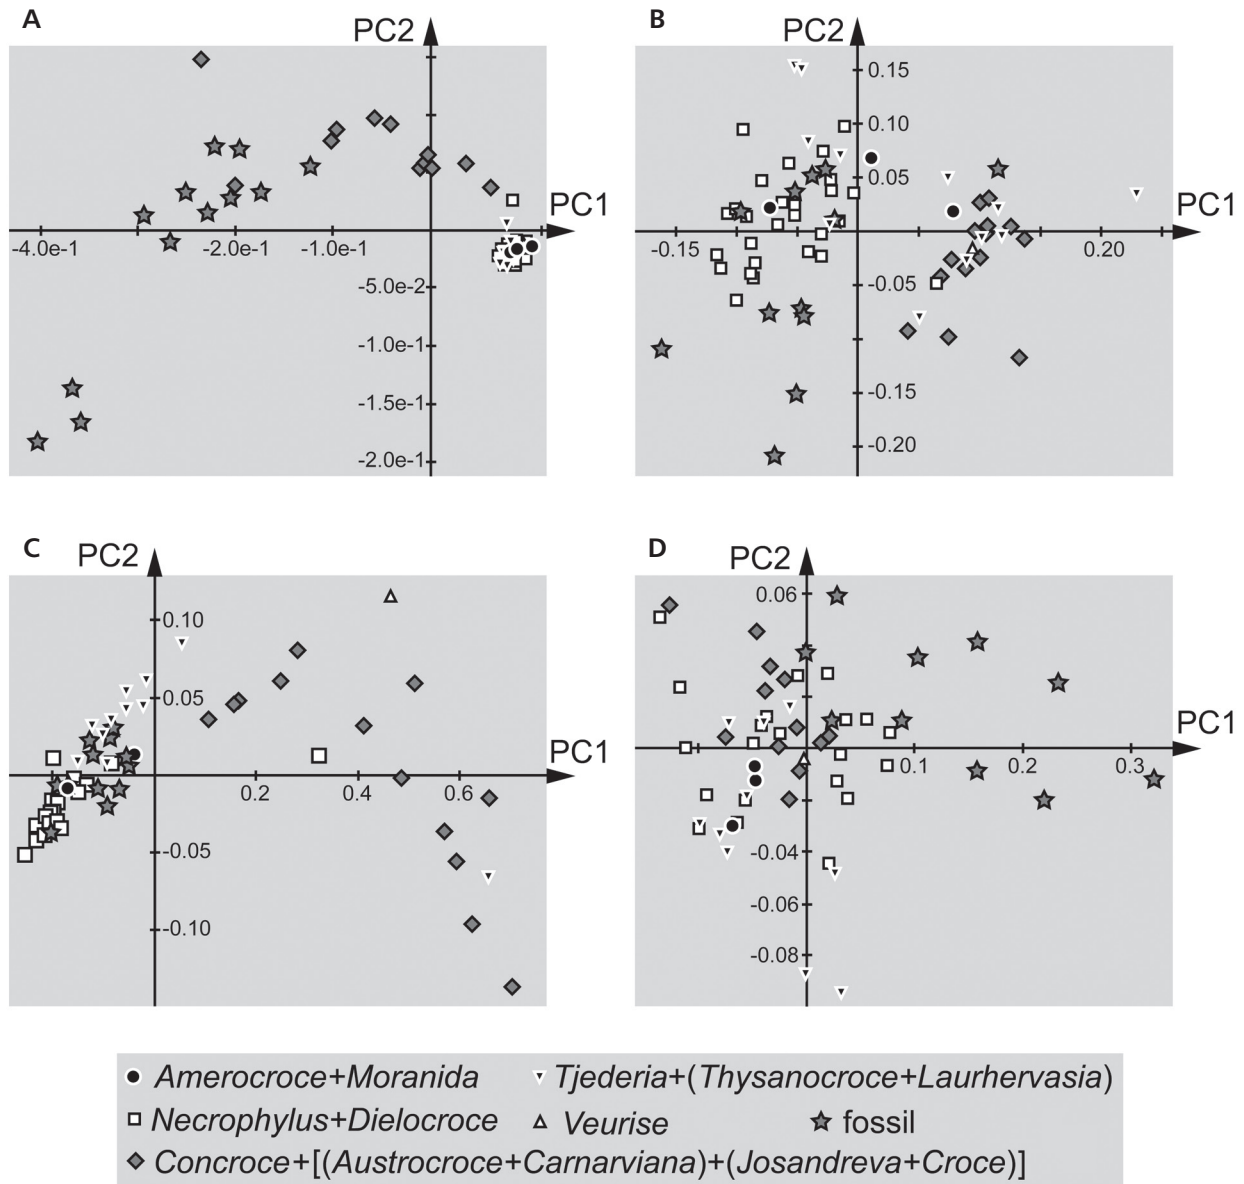 A
PC2
PC1
-4.0e-1
-2.0e-1
-1.0e-1
-5.0e-2
-1.0e-1
-1.5e-1
-2.0e-1
B
PC2
0.15
0.10
0.05
PC1
-0.15
0.20
-0.05
-0.15
-0.20
C
PC2
0.10
0.05
PC1
0.2
0.4
0.6
-0.05
-0.10
D
PC2
0.06
PC1
0.1
0.2
0.3
-0.04
-0.06
-0.08
Amerocroce+Moranida
Tjederia+(Thysanocroce+Laurhervasia)
Necrophylus+Dielocroce
Veurise
fossil
Concroce+[(Austrocroce+Carnarviana)+(Josandreva+Croce)]